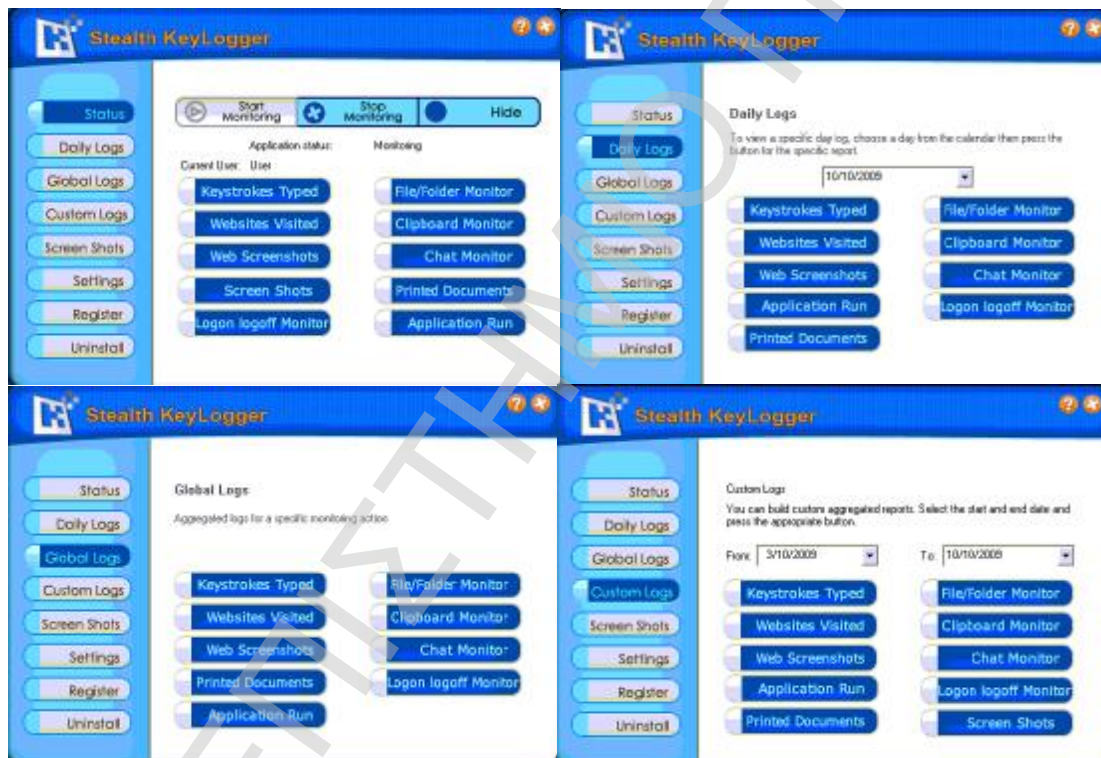 Stealth KeyLogger
Status
Daily Logs
Global Logs
Custom Logs
Screen Shots
Settings
Register
Uninstall
Start Monitoring
Stop Monitoring
Hide
Application status: Monitoring
Current User: User
Keystrokes Typed
File/Folder Monitor
Websites Visited
Clipboard Monitor
Web Screenshots
Chat Monitor
Screen Shots
Printed Documents
Logon logoff Monitor
Application Run
Stealth KeyLogger
Status
Daily Logs
Global Logs
Custom Logs
Screen Shots
Settings
Register
Uninstall
Daily Logs
To view a specific day log, choose a day from the calendar then press the
button for the specific report.
10/10/2009
Keystrokes Typed
File/Folder Monitor
Websites Visited
Clipboard Monitor
Web Screenshots
Chat Monitor
Application Run
Logon logoff Monitor
Printed Documents
Stealth KeyLogger
Status
Daily Logs
Global Logs
Custom Logs
Screen Shots
Settings
Register
Uninstall
Global Logs
Aggregated logs for a specific monitoring action
Keystrokes Typed
File/Folder Monitor
Websites Visited
Clipboard Monitor
Web Screenshots
Chat Monitor
Printed Documents
Logon logoff Monitor
Application Run
Stealth KeyLogger
Status
Daily Logs
Global Logs
Custom Logs
Screen Shots
Settings
Register
Uninstall
Custom Logs
You can build custom aggregated reports. Select the start and end date and
press the appropiate button.
From: 3/10/2009 To: 10/10/2009
Keystrokes Typed
File/Folder Monitor
Websites Visited
Clipboard Monitor
Web Screenshots
Chat Monitor
Application Run
Logon logoff Monitor
Printed Documents
Screen Shots